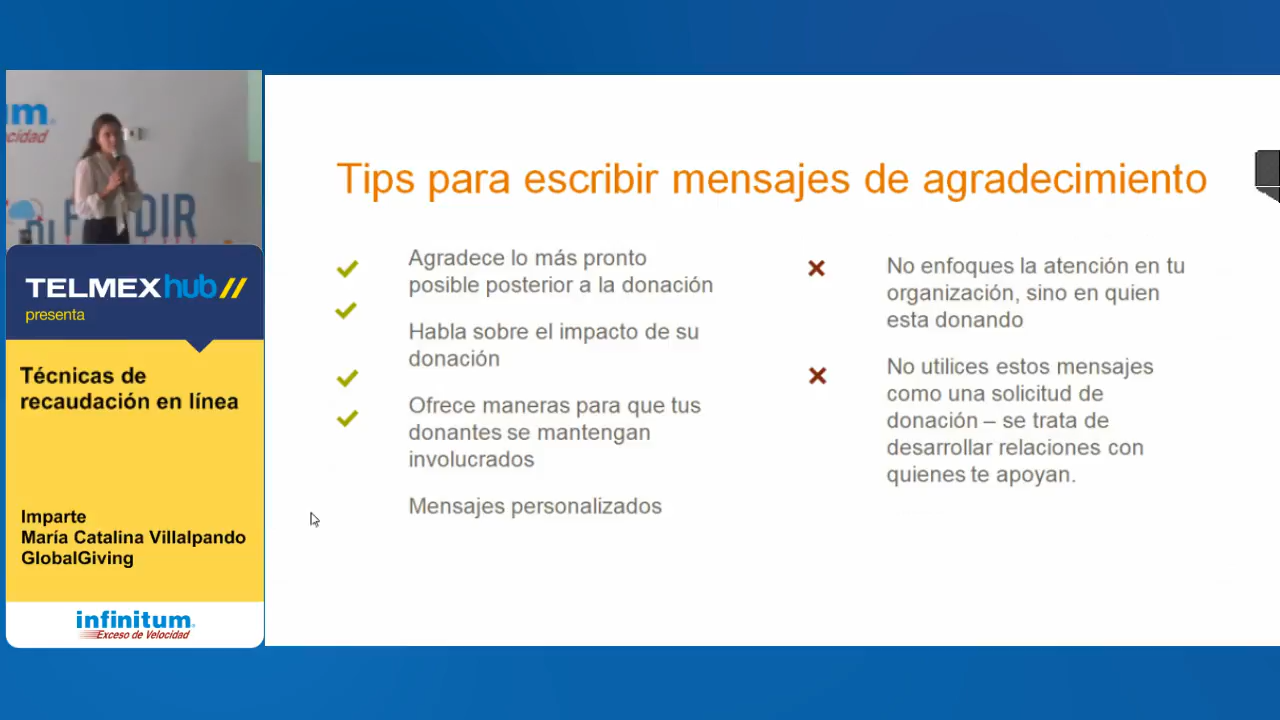 um
cidad
FUNDIR
TELMEXhub//
presenta
Técnicas de
recaudación en línea
Imparte
María Catalina Villalpando
GlobalGiving
infinitum.
Exceso de Velocidad
Tips para escribir mensajes de agradecimiento
Agradece lo más pronto
posible posterior a la donación
Habla sobre el impacto de su
donación
Ofrece maneras para que tus
donantes se mantengan
involucrados
Mensajes personalizados
No enfoques la atención en tu
organización, sino en quien
esta donando
No utilices estos mensajes
como una solicitud de
donación – se trata de
desarrollar relaciones con
quienes te apoyan.